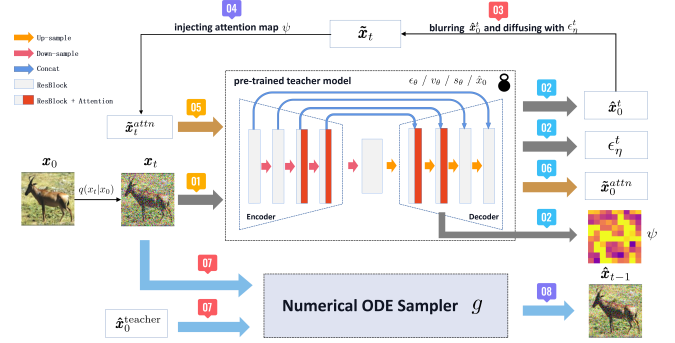 04
injecting attention map ψ
x̃_t
03
blurring x̂_0^t and diffusing with ϵ_η^t
Up-sample
Down-sample
Concat
ResBlock
ResBlock + Attention
pre-trained teacher model
ϵ_θ / v_θ / s_θ / x̂_0
02
x̂_0^t
x̃_t^{attn}
05
02
ϵ_η^t
x_0
q(x_t|x_0)
x_t
01
06
x̃_0^{attn}
Encoder
Decoder
02
ψ
07
x̂_{t−1}
Numerical ODE Sampler g
08
x̂_0^{teacher}
07